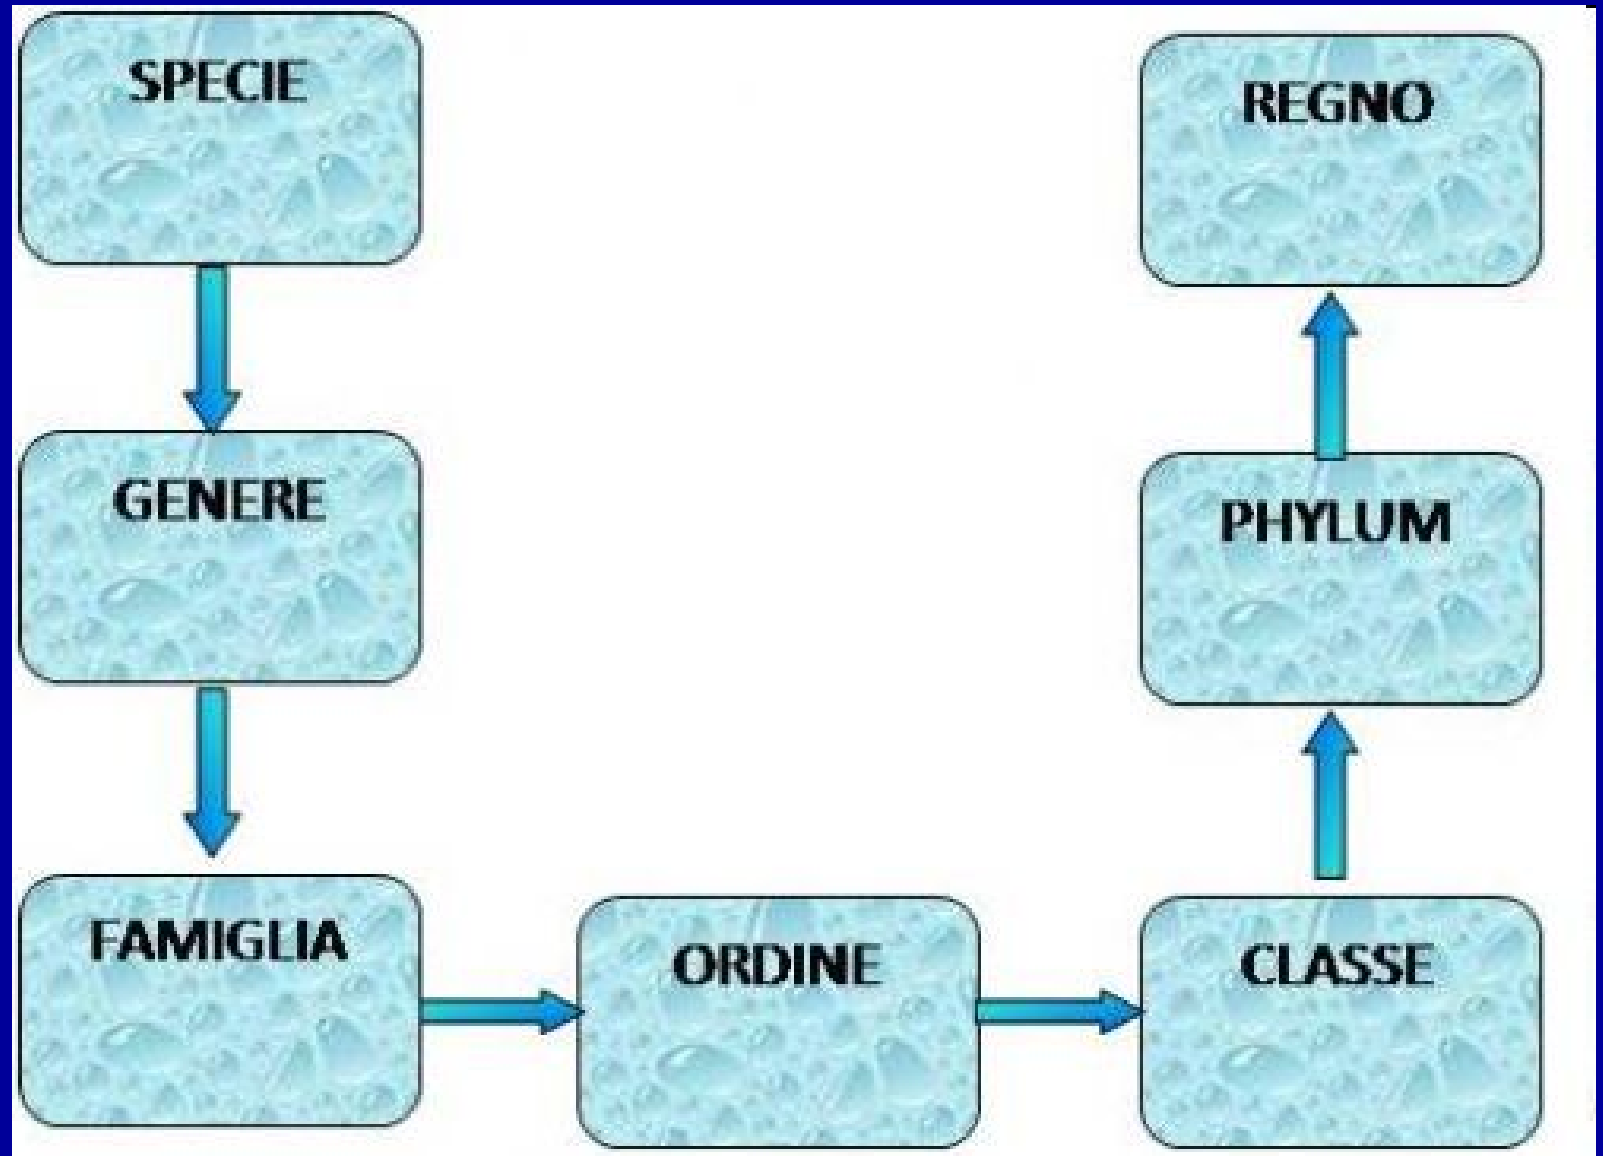 SPECIE
GENERE
FAMIGLIA
ORDINE
CLASSE
PHYLUM
REGNO